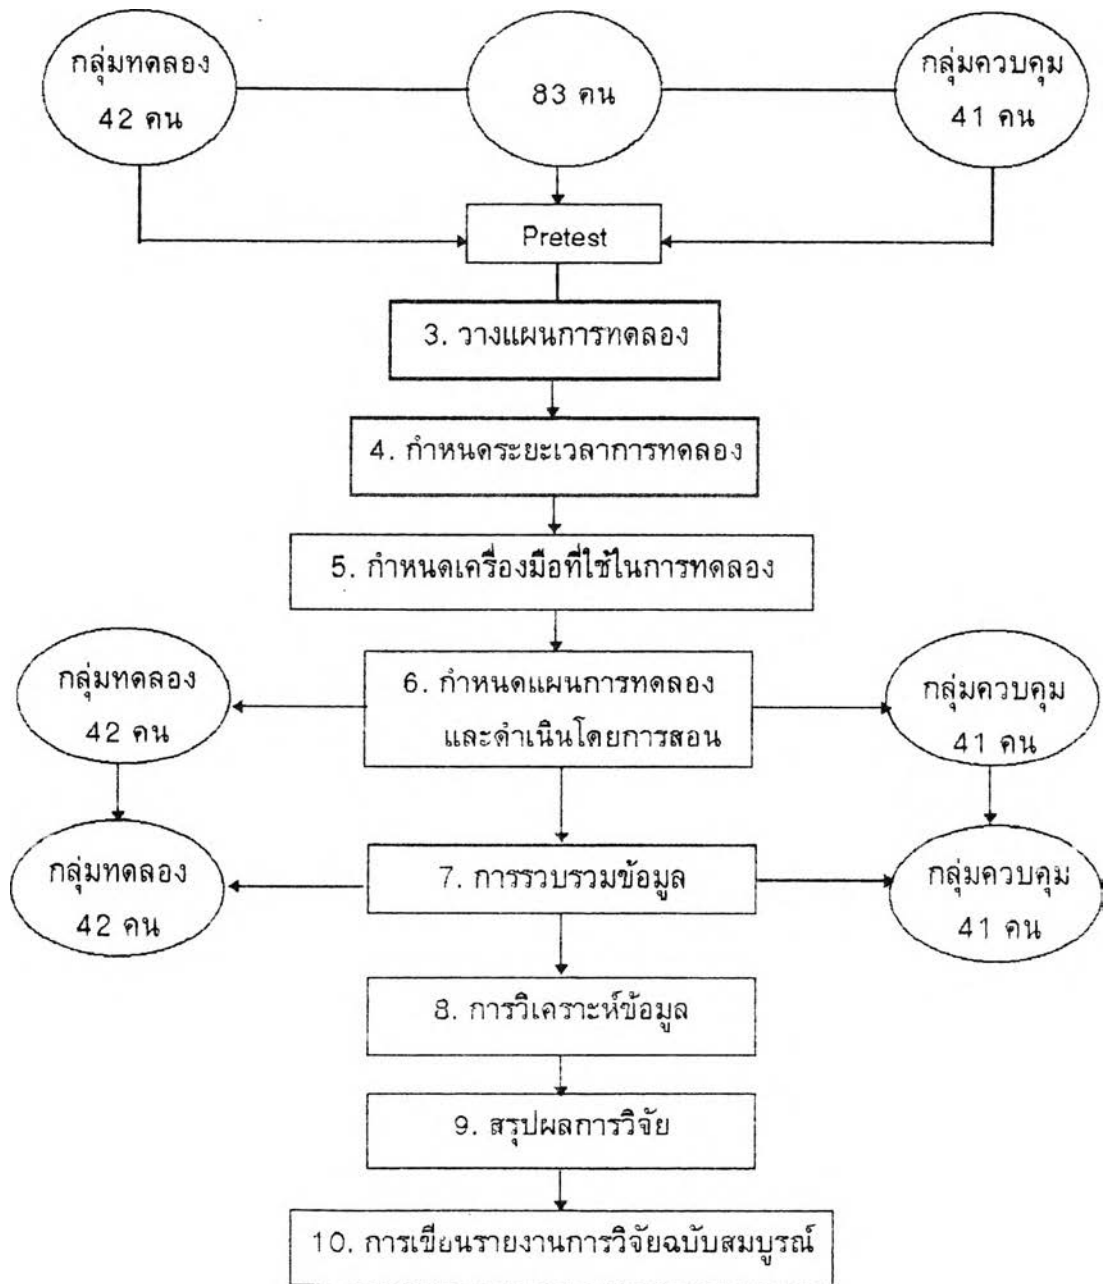 กลุ่มทดลอง
42 คน
83 คน
กลุ่มควบคุม
41 คน
Pretest
3. วางแผนการทดลอง
4. กำหนดระยะเวลาการทดลอง
5. กำหนดเครื่องมือที่ใช้ในการทดลอง
กลุ่มทดลอง
42 คน
6. กำหนดแผนการทดลอง
และดำเนินโดยการสอน
กลุ่มควบคุม
41 คน
กลุ่มทดลอง
42 คน
7. การรวบรวมข้อมูล
กลุ่มควบคุม
41 คน
8. การวิเคราะห์ข้อมูล
9. สรุปผลการวิจัย
10. การเขียนรายงานการวิจัยฉบับสมบูรณ์